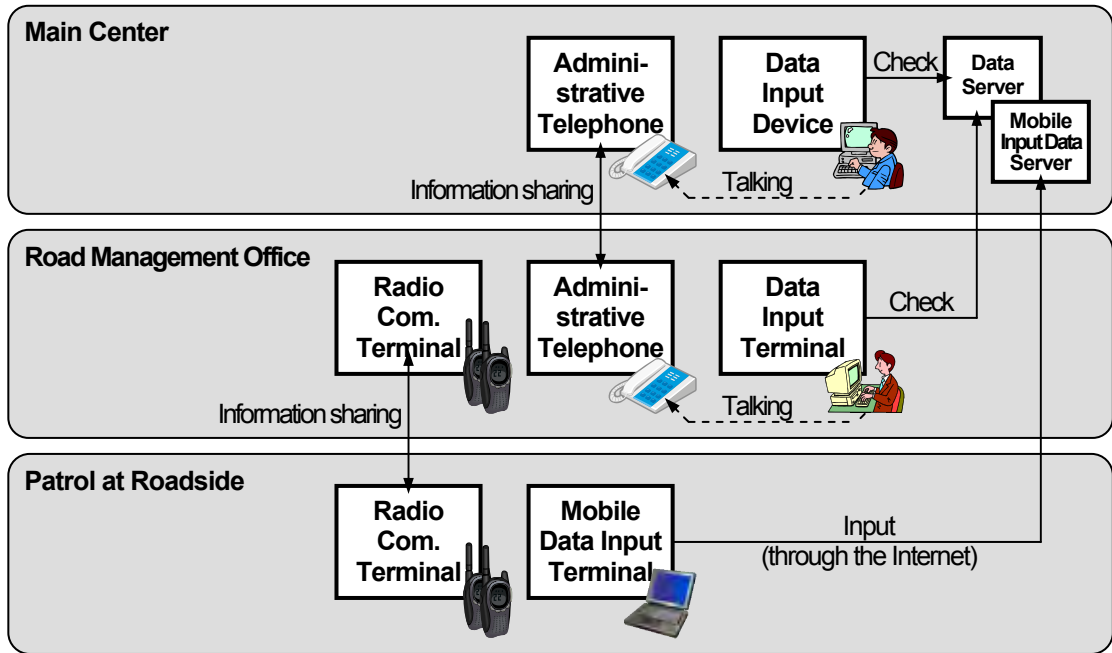 Main Center
Admini-
strative
Telephone
Data
Input
Device
Check
Data
Server
Mobile
Input Data
Server
Information sharing
Talking
Road Management Office
Radio
Com.
Terminal
Admini-
strative
Telephone
Data
Input
Terminal
Check
Information sharing
Talking
Patrol at Roadside
Radio
Com.
Terminal
Mobile
Data Input
Terminal
Input
(through the Internet)